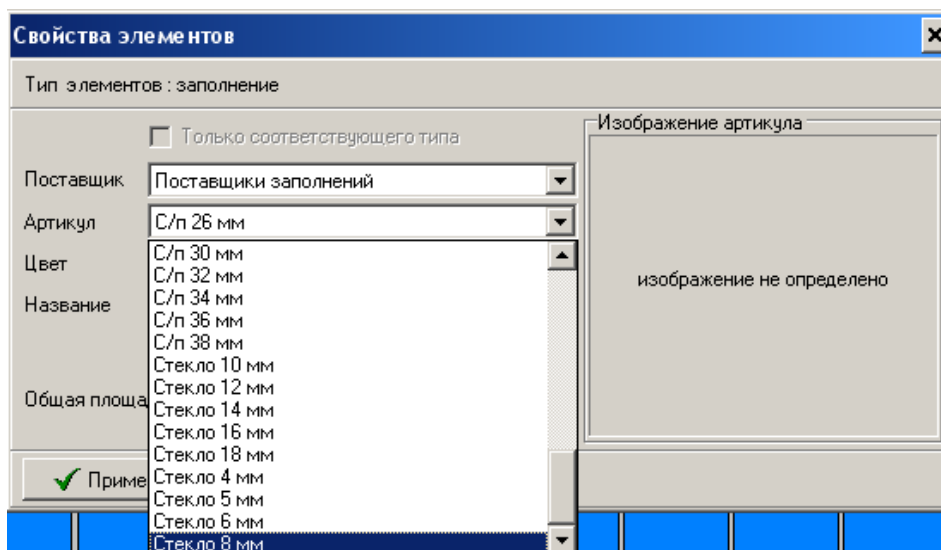 Свойства элементов
Тип элементов : заполнение
Только соответствующего типа
Изображение артикула
Поставщик
Поставщики заполнений
Артикул
С/п 26 мм
Цвет
Название
Общая площа
С/п 30 мм
С/п 32 мм
С/п 34 мм
С/п 36 мм
С/п 38 мм
Стекло 10 мм
Стекло 12 мм
Стекло 14 мм
Стекло 16 мм
Стекло 18 мм
Стекло 4 мм
Стекло 5 мм
Стекло 6 мм
Стекло 8 мм
изображение не определено
Приме